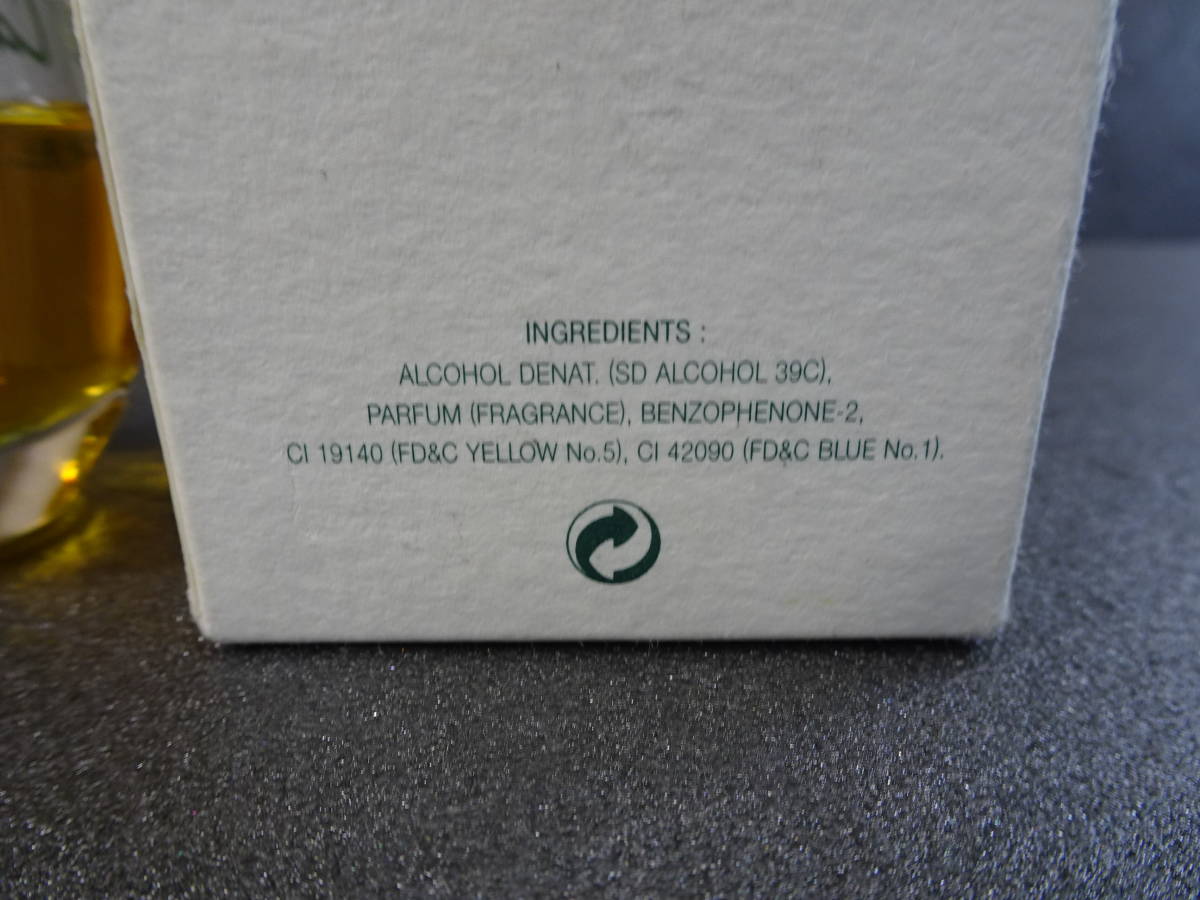 INGREDIENTS :
ALCOHOL DENAT. (SD ALCOHOL 39C),
PARFUM (FRAGRANCE), BENZOPHENONE-2,
CI 19140 (FD&C YELLOW No.5), CI 42090 (FD&C BLUE No.1).